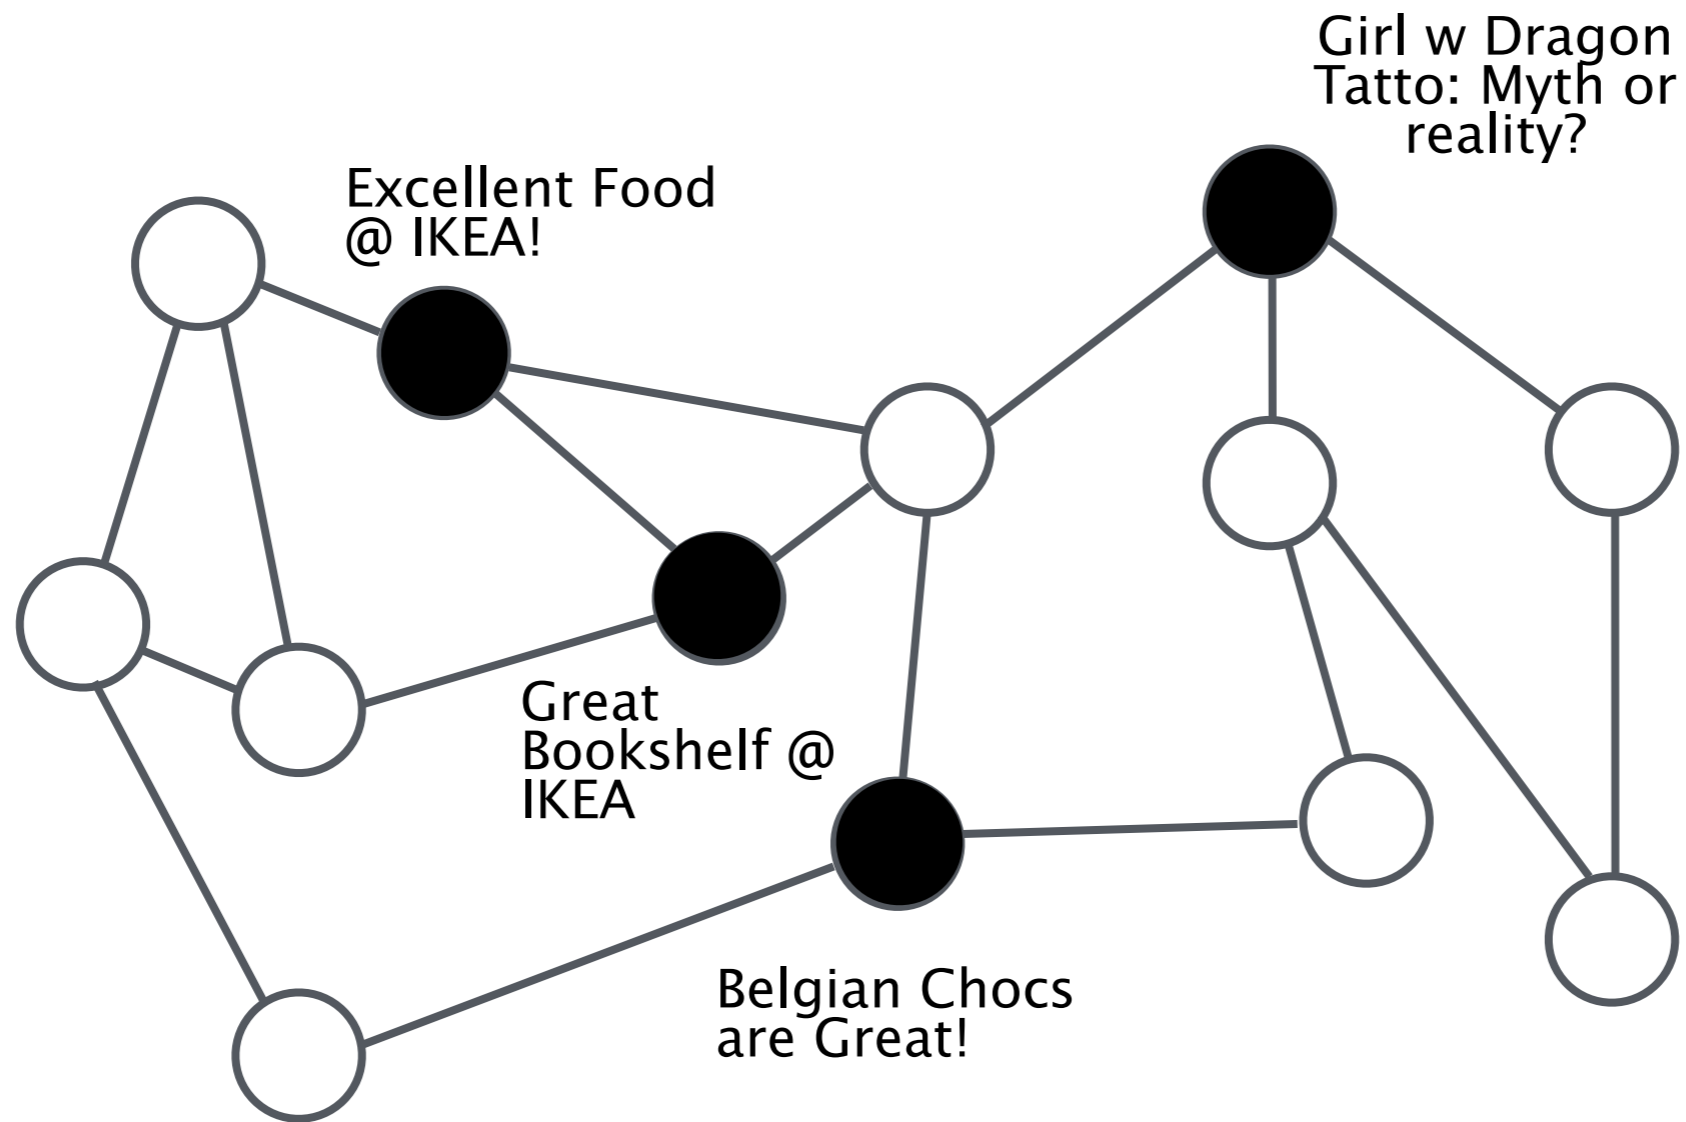 Girl w Dragon
Tatto: Myth or
reality?
Excellent Food
@ IKEA!
Great
Bookshelf @
IKEA
Belgian Chocs
are Great!